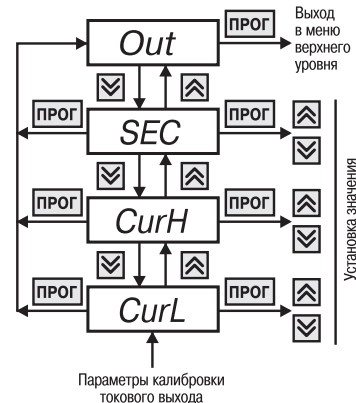 ПРОГ
Выход
в меню
верхнего
уровня
Out
ПРОГ
SEC
ПРОГ
ПРОГ
CurH
ПРОГ
ПРОГ
CurL
ПРОГ
Установка значения
Параметры калибровки
токового выхода